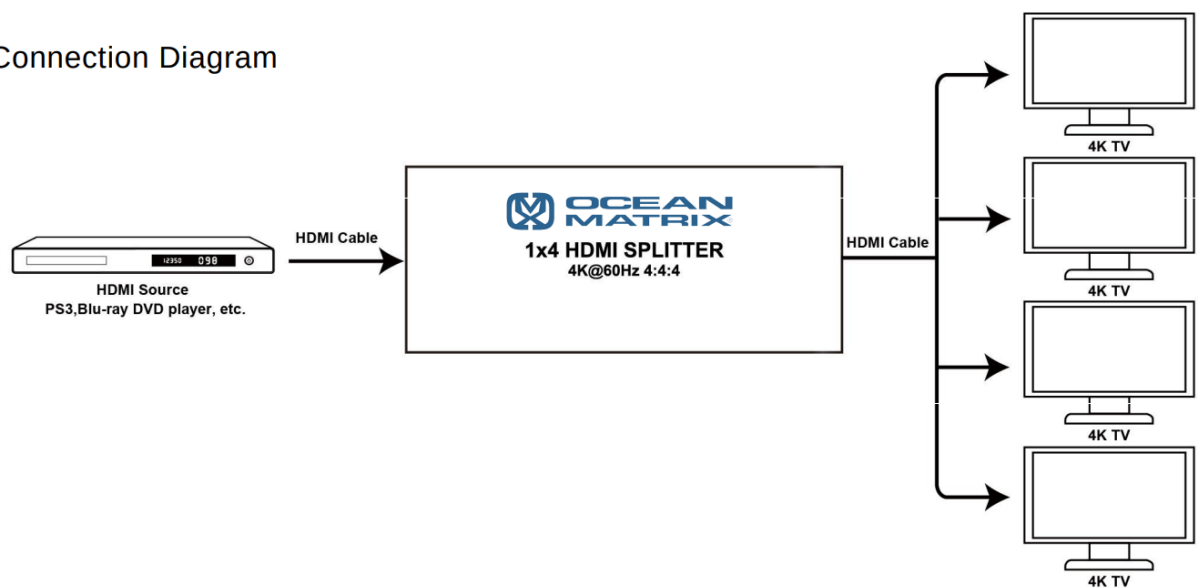 Connection Diagram
HDMI Cable
12350 098
HDMI Source
PS3,Blu-ray DVD player, etc.
OCEAN
MATRIX®
1x4 HDMI SPLITTER
4K@60Hz 4:4:4
HDMI Cable
4K TV
4K TV
4K TV
4K TV